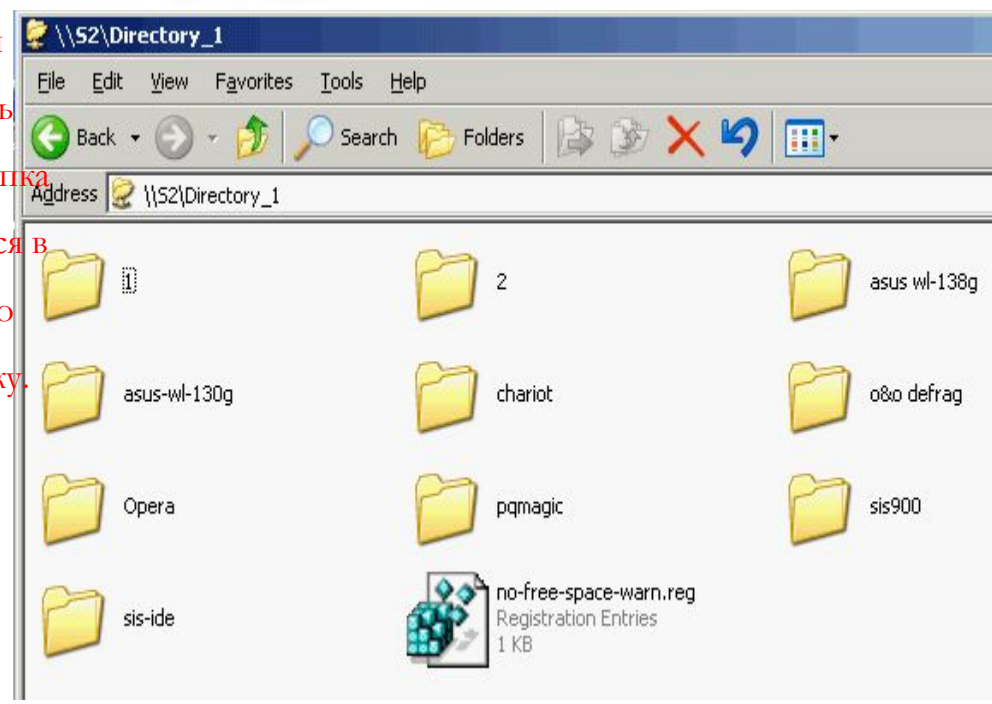 \\S2\Directory_1
File Edit View Favorites Tools Help
Back Search Folders
Address \\S2\Directory_1
1 2 asus wl-138g
asus-wl-130g chariot o&o defrag
Opera pqmagic sis900
sis-ide no-free-space-warn.reg
Registration Entries
1 KB